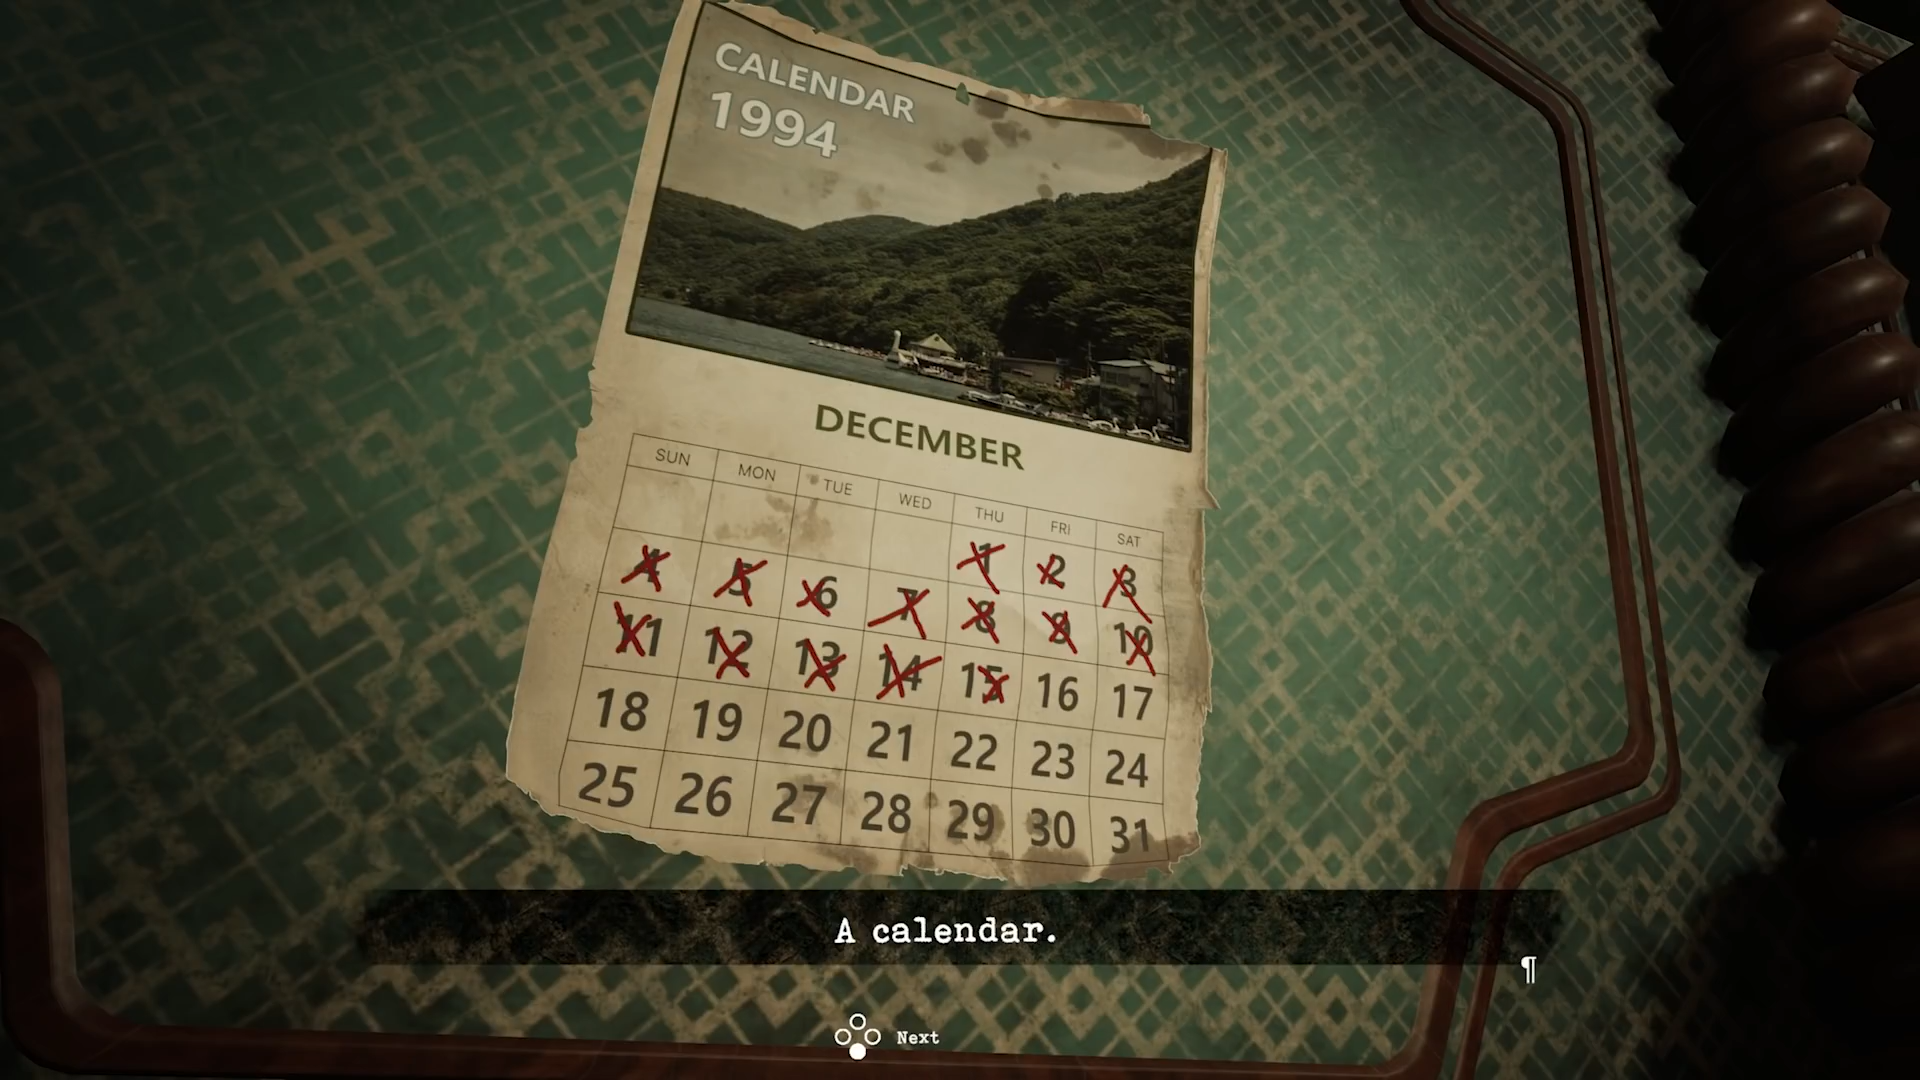 CALENDAR
1994
DECEMBER
SUN MON TUE WED THU FRI SAT
1 2 3
4 5 6 7 8 9 10
11 12 13 14 15 16 17
18 19 20 21 22 23 24
25 26 27 28 29 30 31
A calendar.
¶
Next